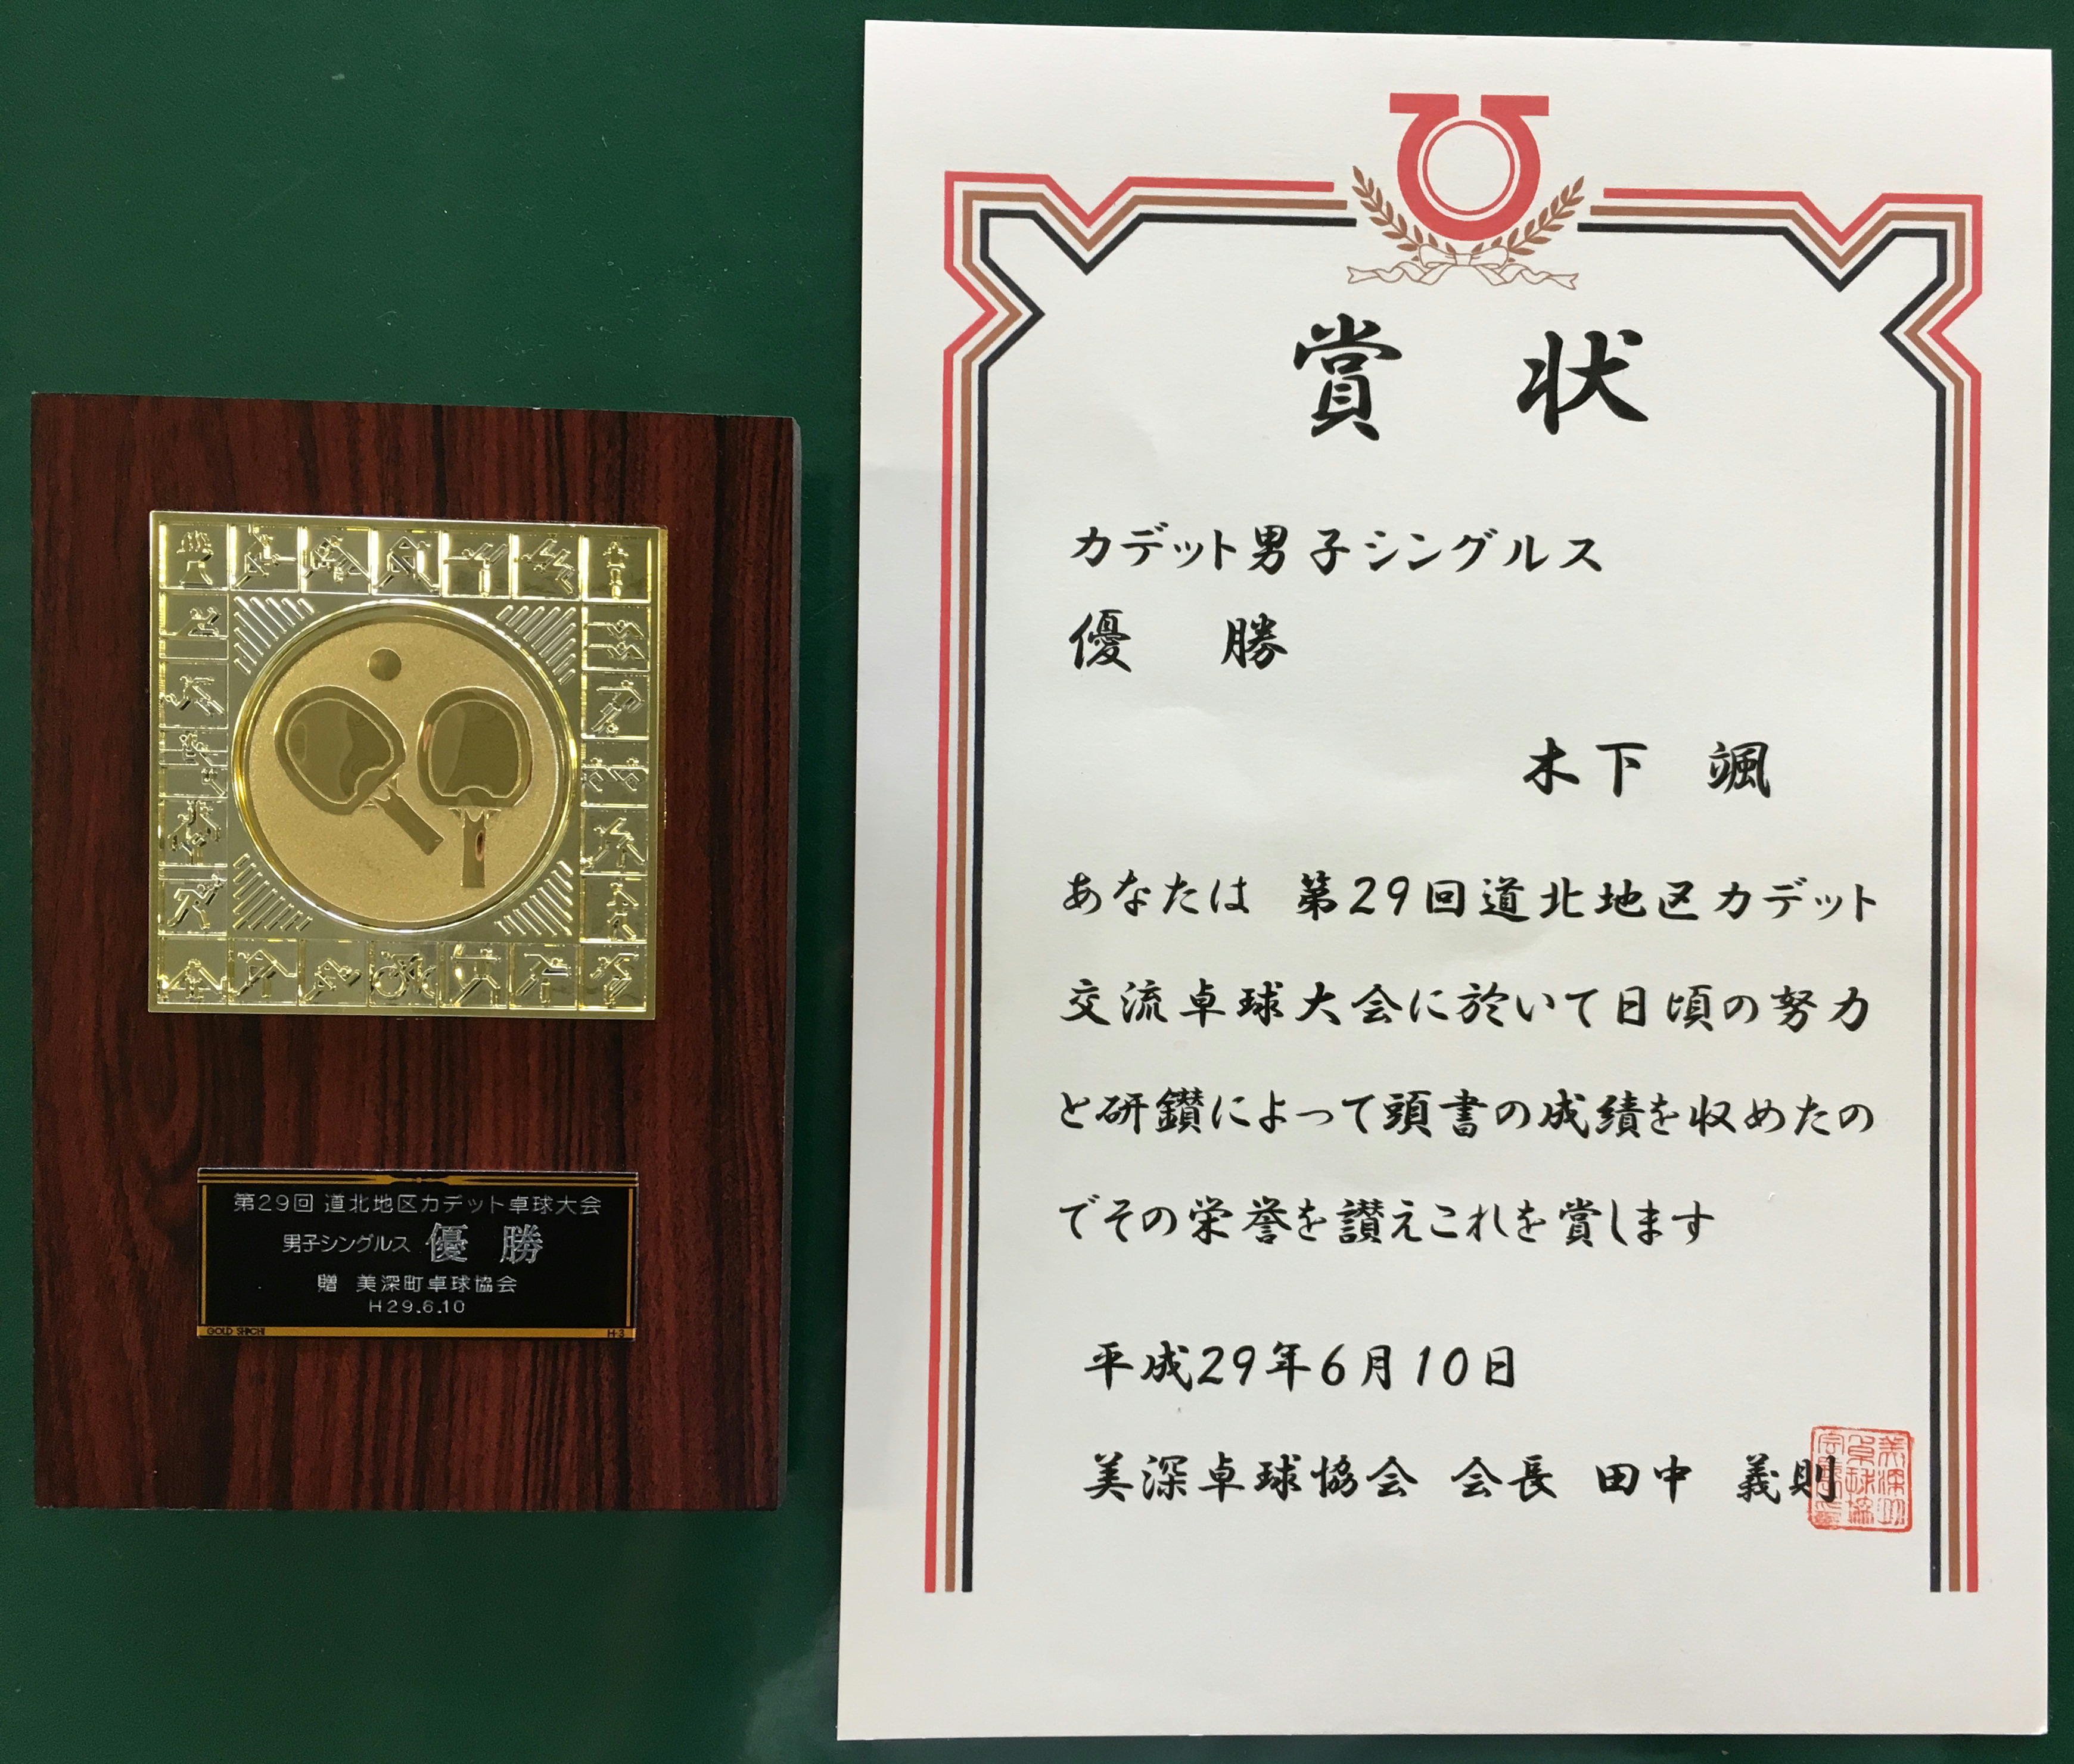 第29回 道北地区カデット卓球大会
男子シングルス 優 勝
贈 美深町卓球協会
H29.6.10
GOLD SHICHI H-3
賞 状
カデット男子シングルス
優 勝
木下 颯
あなたは 第29回道北地区カデット
交流卓球大会に於いて日頃の努力
と研鑽によって頭書の成績を収めたの
でその栄誉を讃えこれを賞します
平成29年6月10日
美深卓球協会 会長 田中 義則